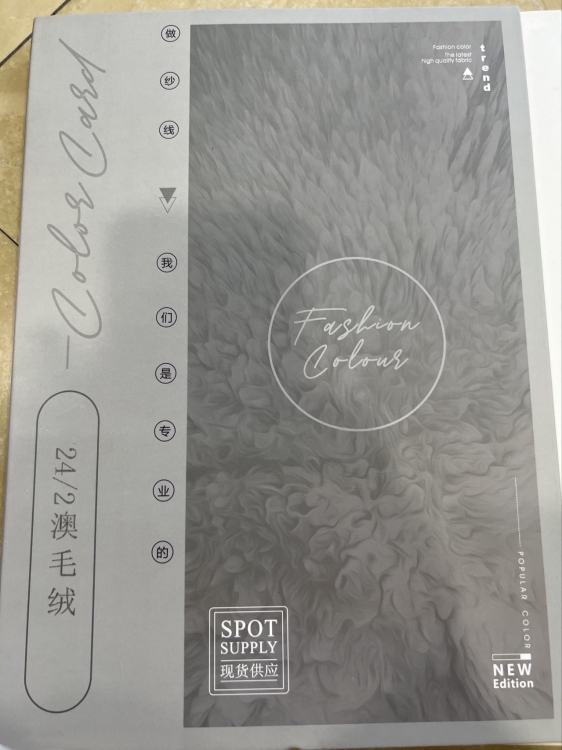 Color Card
24/2澳毛绒
做纱线
我们是专业的
Fashion color
The latest
high quality fabric
trend
Fashion
Colour
SPOT
SUPPLY
现货供应
POPULAR COLOR
NEW
Edition